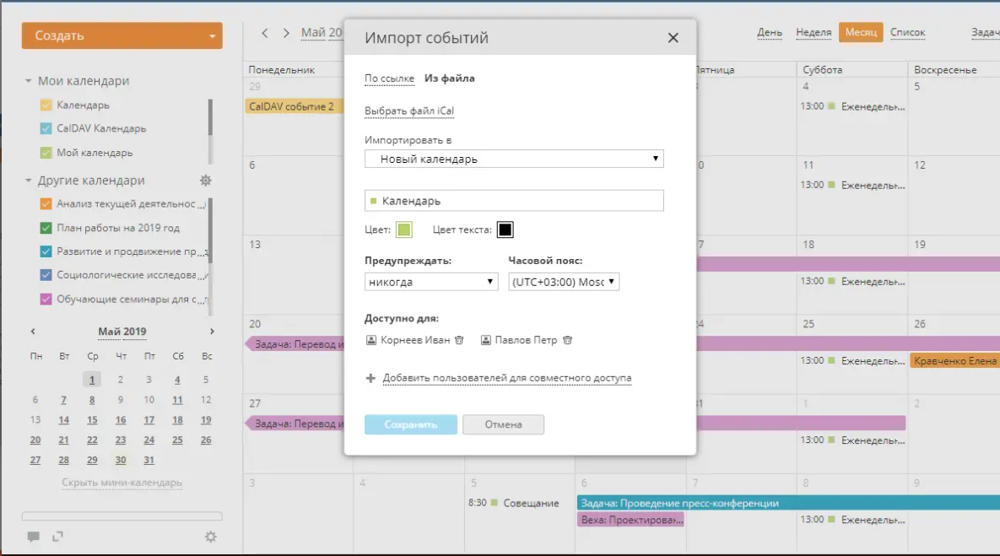 Создать
Мои календари
Календарь
CalDAV Календарь
Мой календарь
Другие календари
Анализ текущей деятельнос...
План работы на 2019 год
Развитие и продвижение пр...
Социологические исследова...
Обучающие семинары для с...
Май 2019
Пн Вт Ср Чт Пт Сб Вс
1 2 3 4 5
6 7 8 9 10 11 12
13 14 15 16 17 18 19
20 21 22 23 24 25 26
27 28 29 30 31
Скрыть мини-календарь
Май 20
День Неделя Месяц Список
Понедельник
Суббота Воскресенье
29 4 5
CalDAV событие 2
13:00 Еженедельн...
6 11 12
13:00 Еженедельн...
13 18 19
13:00 Еженедельн...
20 25 26
Задача: Перевод
13:00 Еженедельн... Кравченко Елена
27 1 2
Задача: Перевод
13:00 Еженедельн...
3 4 5 6 7 8 9
8:30 Совещание
Задача: Проведение пресс-конференции
Веха: Проектирован...
13:00 Еженедельн...
Импорт событий
По ссылке Из файла
Выбрать файл iCal
Импортировать в
Новый календарь
Календарь
Цвет: Цвет текста:
Предупреждать: Часовой пояс:
никогда (UTC+03:00) Mosc
Доступно для:
Корнеев Иван Павлов Петр
Добавить пользователей для совместного доступа
Сохранить Отмена